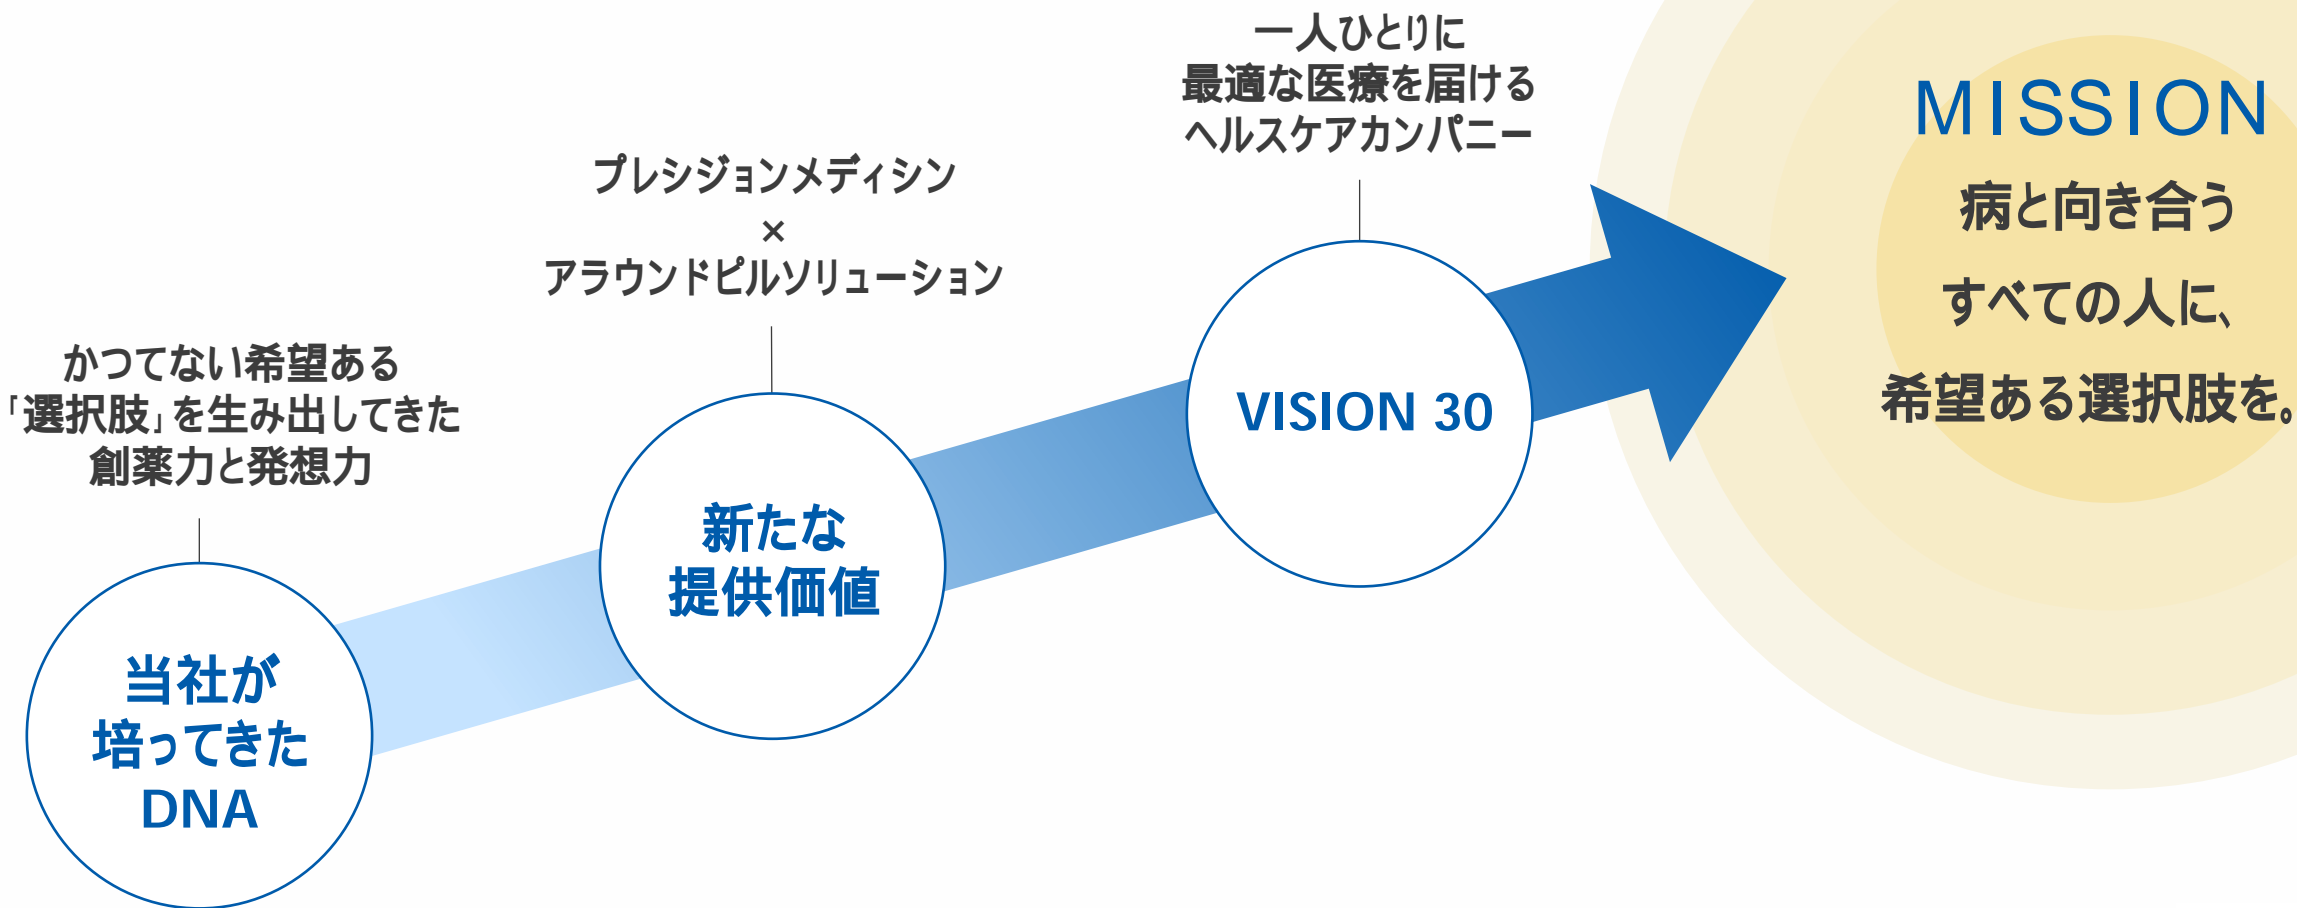 かつてない希望ある
「選択肢」を生み出してきた
創薬力と発想力
当社が
培ってきた
DNA
プレシジョンメディシン
×
アラウンドピルソリューション
新たな
提供価値
一人ひとりに
最適な医療を届ける
ヘルスケアカンパニー
VISION 30
MISSION
病と向き合う
すべての人に、
希望ある選択肢を。